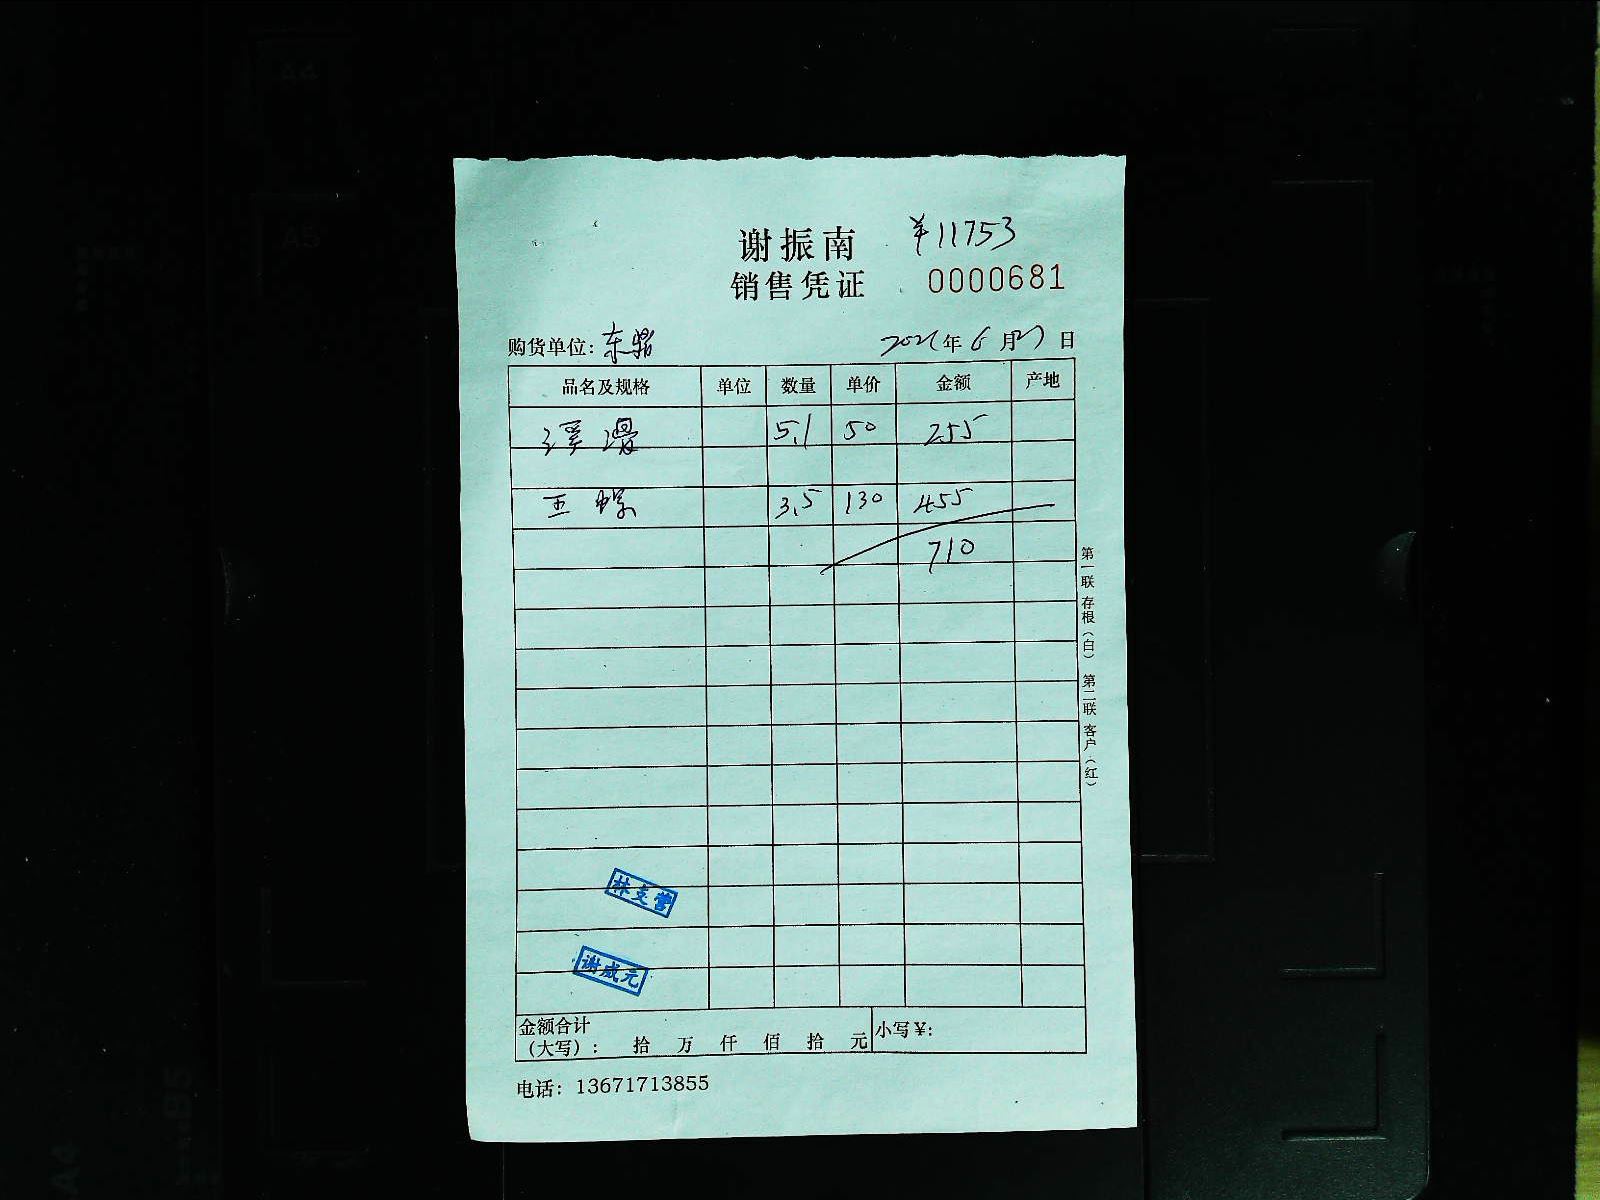 谢振南 ¥11753
销售凭证 0000681
购货单位: 东鼎 2021年6月27日
品名及规格 单位 数量 单价 金额 产地
5.1 50 255
3.5 130 455
710
第一联 存根（白） 第二联 客户（红）
林支营
谢成元
金额合计
（大写）: 拾 万 仟 佰 拾 元 小写¥:
电话: 13671713855
A4
A5